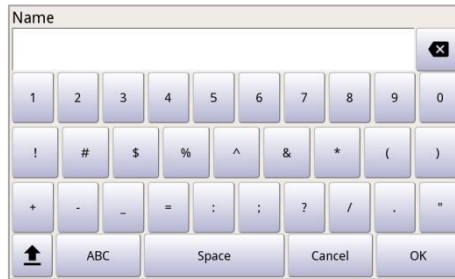 Name
1 2 3 4 5 6 7 8 9 0
! # $ % ^ & * ( )
+ - _ = : ; ? / . "
ABC Space Cancel OK